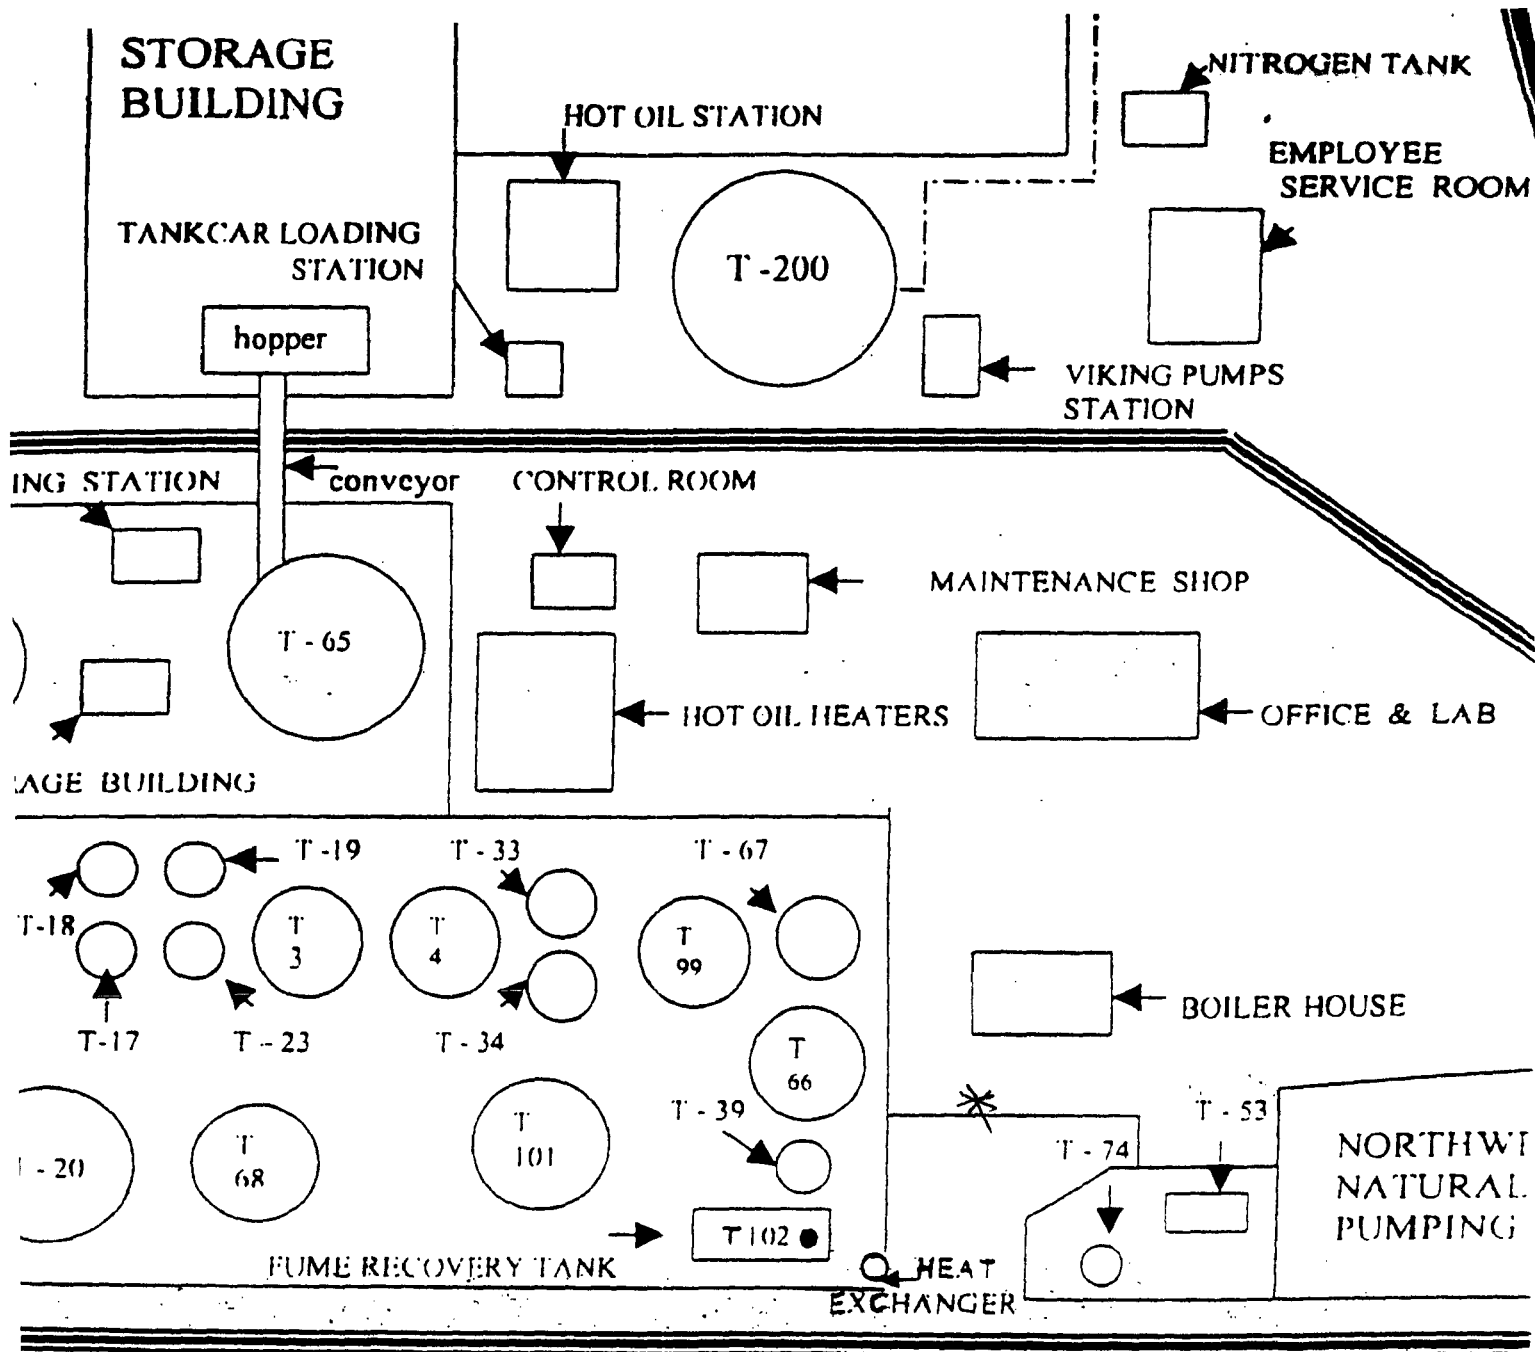 STORAGE
BUILDING
NITROGEN TANK
HOT OIL STATION
EMPLOYEE
SERVICE ROOM
TANKCAR LOADING
STATION
T -200
hopper
VIKING PUMPS
STATION
ING STATION
conveyor
CONTROL ROOM
MAINTENANCE SHOP
T - 65
HOT OIL HEATERS
OFFICE & LAB
AGE BUILDING
T -19
T - 33
T - 67
T-18
T
3
T
4
T
99
T-17
T - 23
T - 34
BOILER HOUSE
T
66
T - 39
T - 53
T - 74
- 20
T
68
T
101
NORTHW
NATURAL
PUMPING
T 102
FUME RECOVERY TANK
HEAT
EXCHANGER